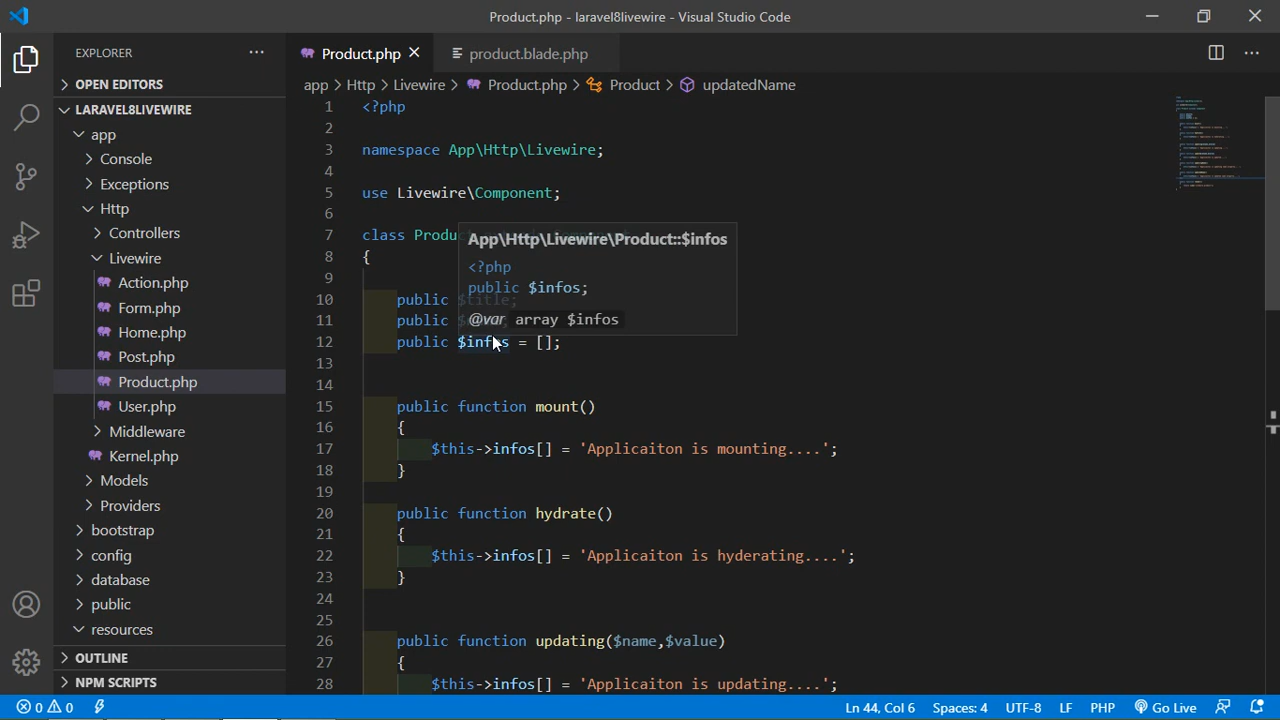 Product.php - laravel8livewire - Visual Studio Code
EXPLORER
OPEN EDITORS
LARAVEL8LIVEWIRE
app
Console
Exceptions
Http
Controllers
Livewire
Action.php
Form.php
Home.php
Post.php
Product.php
User.php
Middleware
Kernel.php
Models
Providers
bootstrap
config
database
public
resources
OUTLINE
NPM SCRIPTS
Product.php
product.blade.php
app > Http > Livewire > Product.php > Product > updatedName
1 <?php
2
3 namespace App\Http\Livewire;
4
5 use Livewire\Component;
6
7 class Produ
8 {
9
10 public $title;
11 public
12 public $infos = [];
13
14
15 public function mount()
16 {
17 $this->infos[] = 'Applicaiton is mounting....';
18 }
19
20 public function hydrate()
21 {
22 $this->infos[] = 'Applicaiton is hyderating....';
23 }
24
25
26 public function updating($name,$value)
27 {
28 $this->infos[] = 'Applicaiton is updating....';
App\Http\Livewire\Product::$infos
<?php
public $infos;
@var array $infos
0 0
Ln 44, Col 6
Spaces: 4
UTF-8
LF
PHP
Go Live